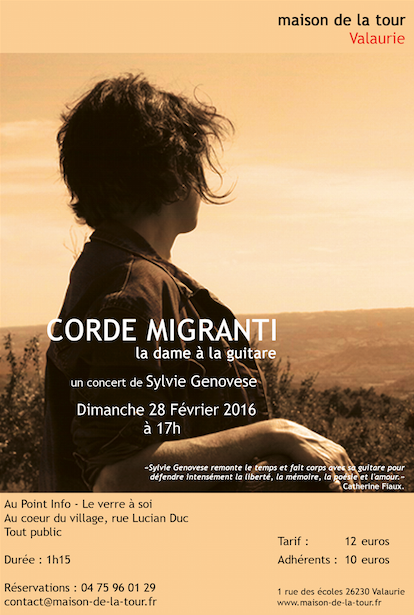 maison de la tour
Valaurie
CORDE MIGRANTI
la dame à la guitare
un concert de Sylvie Genovese
Dimanche 28 Février 2016
à 17h
«Sylvie Genovese remonte le temps et fait corps avec sa guitare pour
défendre intensément la liberté, la mémoire, la poésie et l'amour.»
Catherine Fiaux.
Au Point Info - Le verre à soi
Au coeur du village, rue Lucian Duc
Tout public
Durée : 1h15
Réservations : 04 75 96 01 29
contact@maison-de-la-tour.fr
Tarif : 12 euros
Adhérents : 10 euros
1 rue des écoles 26230 Valaurie
www.maison-de-la-tour.fr